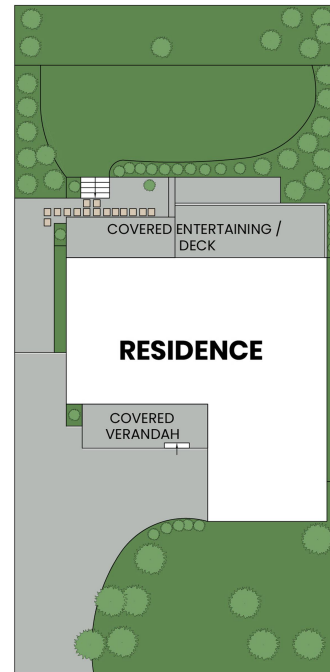 COVERED ENTERTAINING /
DECK
RESIDENCE
COVERED
VERANDAH